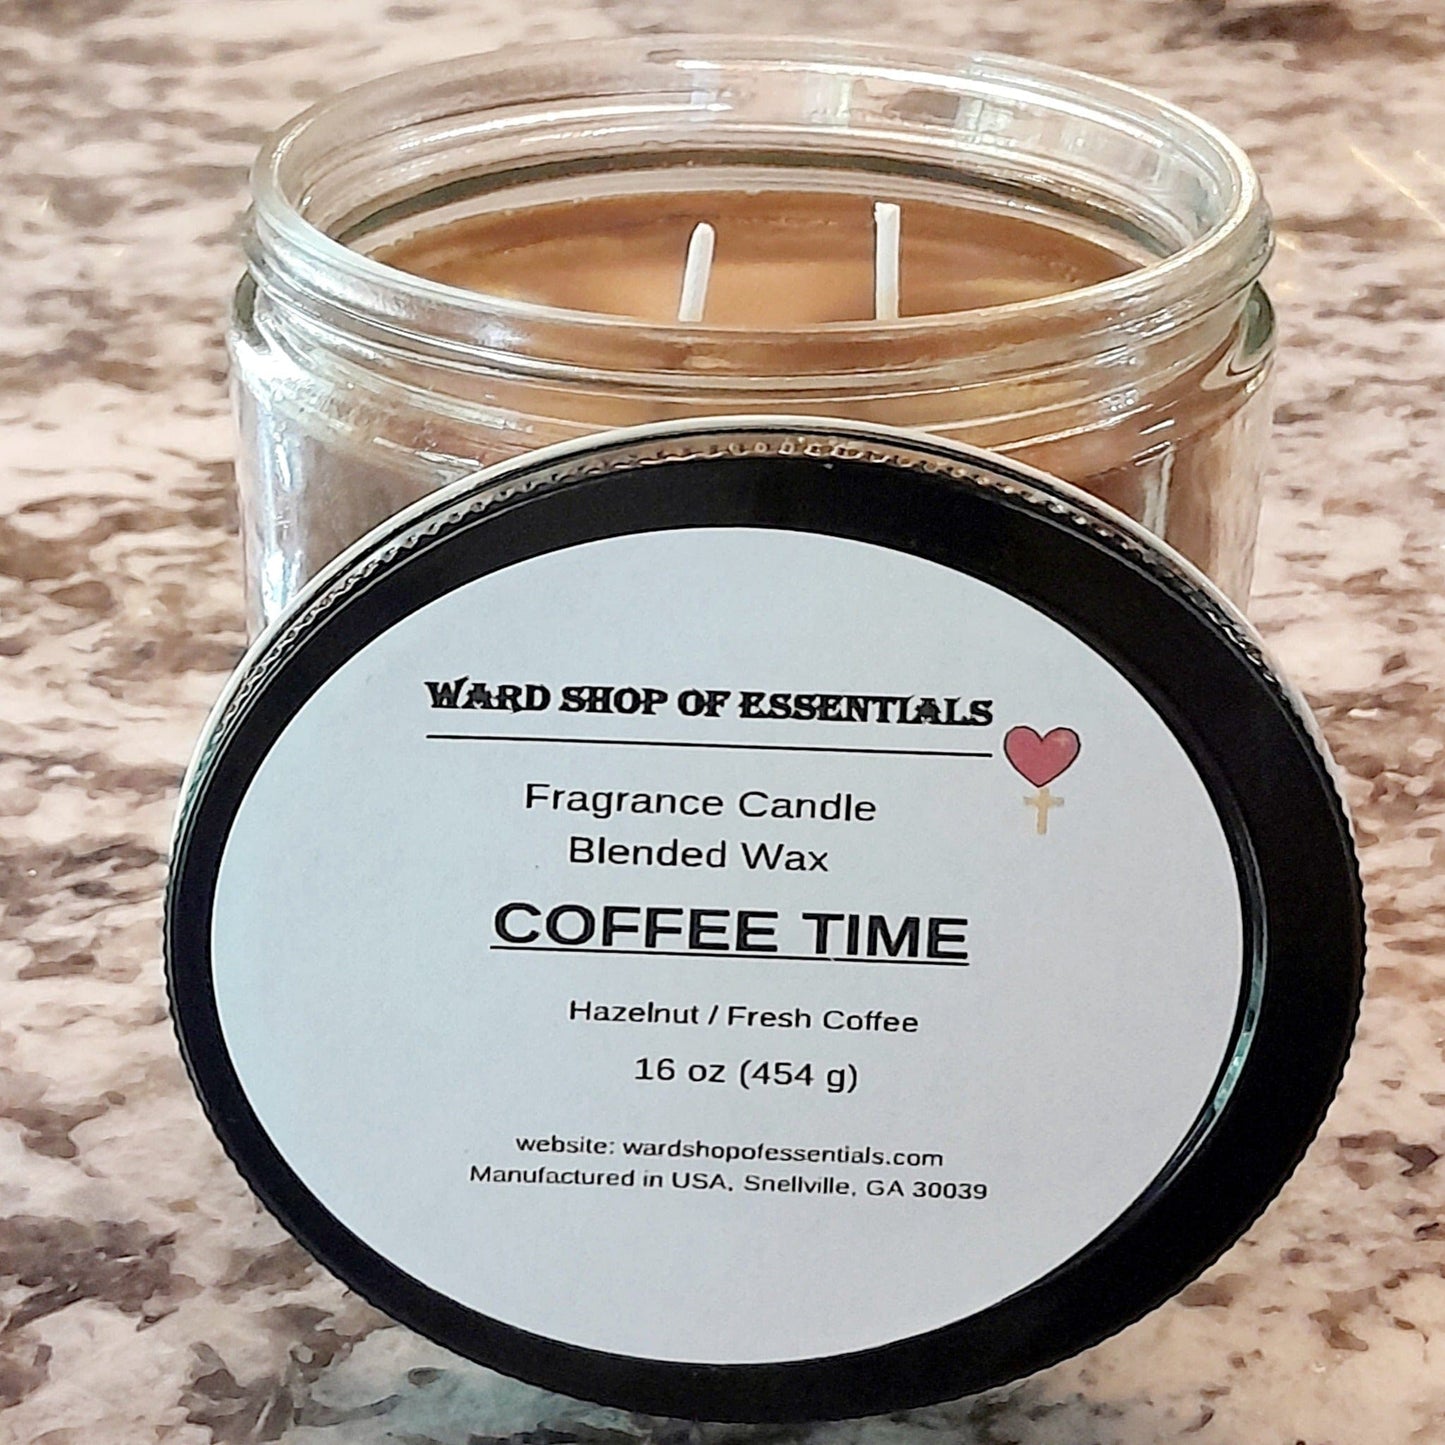 WARD SHOP OF ESSENTIALS
Fragrance Candle
Blended Wax
COFFEE TIME
Hazelnut / Fresh Coffee
16 oz (454 g)
website: wardshopofessentials.com
Manufactured in USA, Snellville, GA 30039